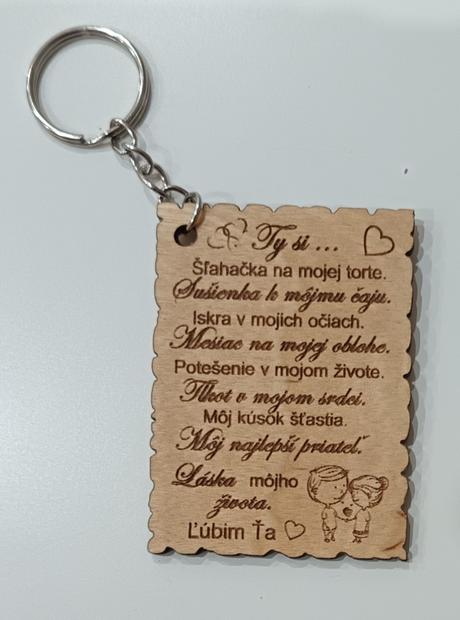 Ty si ...
Šľahačka na mojej torte.
Sušienka k môjmu čaju.
Iskra v mojich očiach.
Mesiac na mojej oblohe.
Potešenie v mojom živote.
Tlkot v mojom srdci.
Môj kúsok šťastia.
Môj najlepší priateľ.
Láska môjho
života.
Ľúbim Ťa